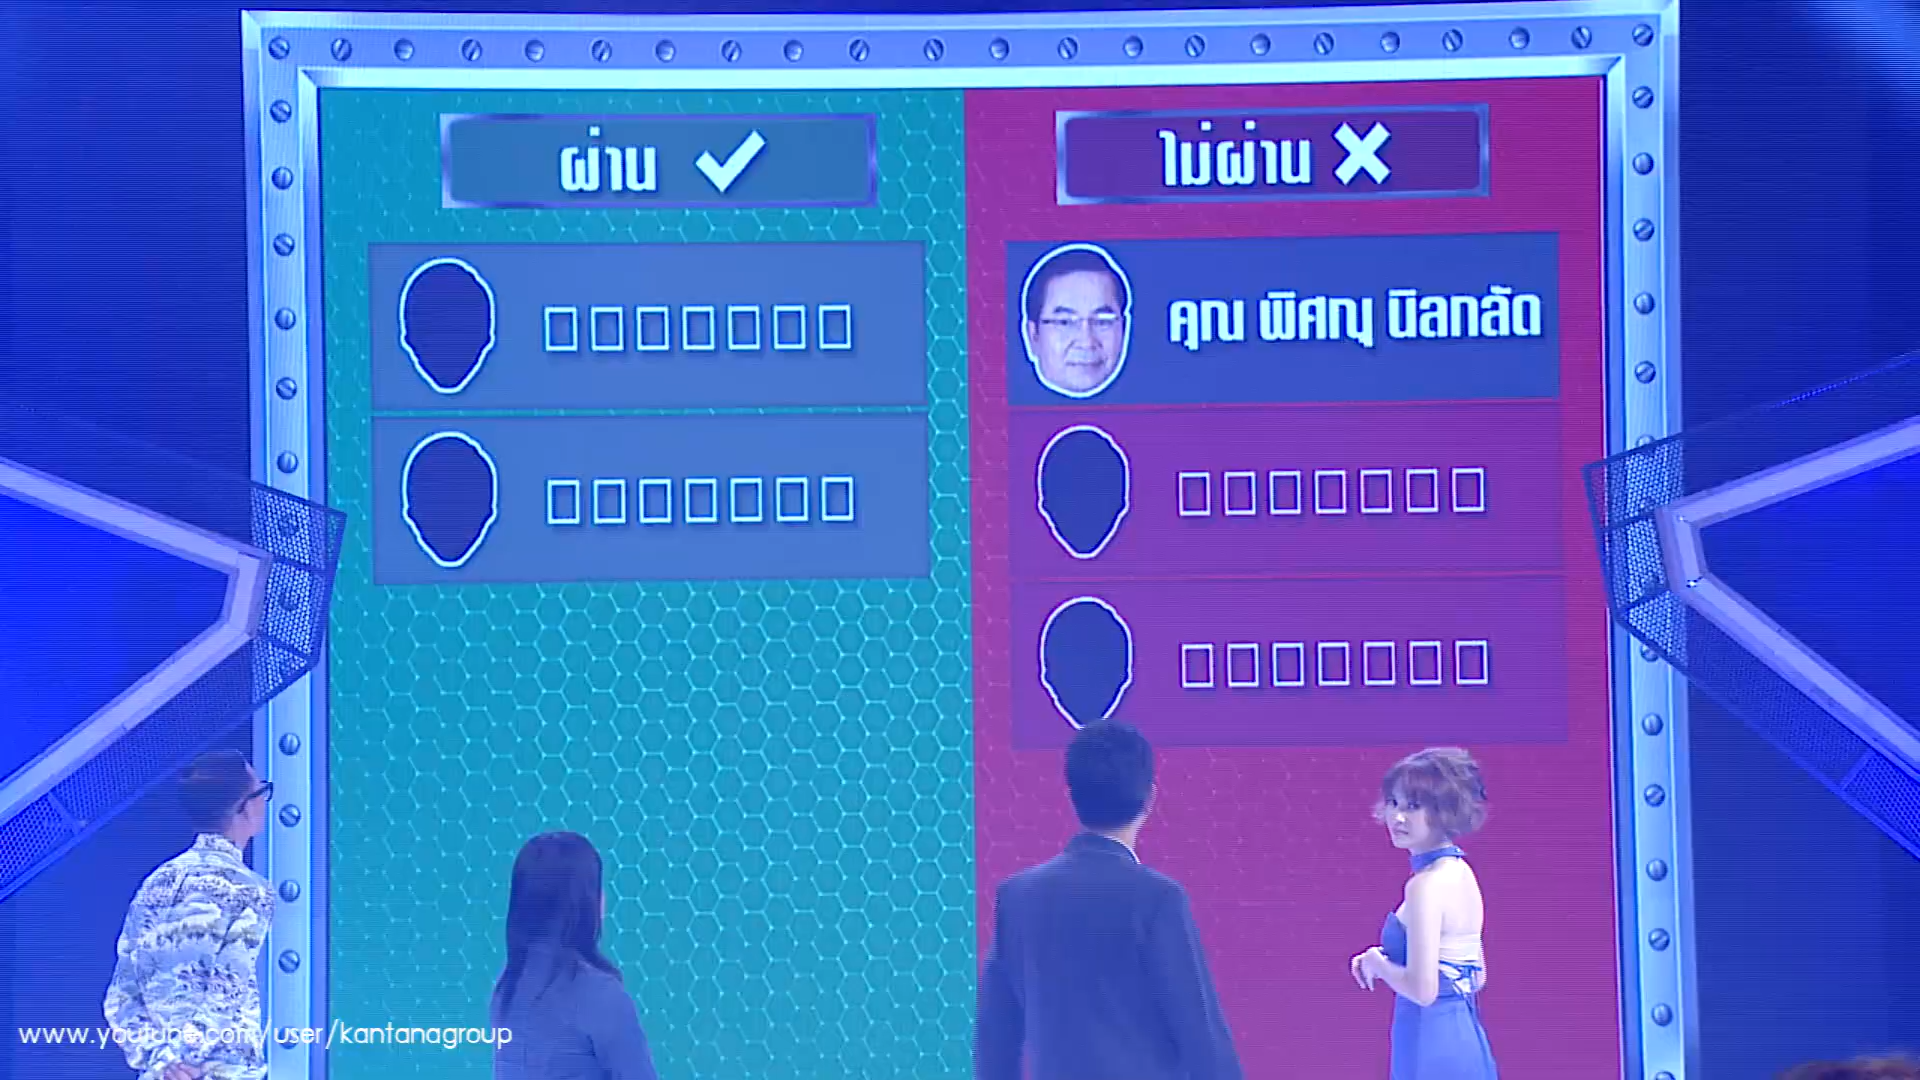 ผ่าน
ไม่ผ่าน
คุณ พิศณุ นิลกลัด
www.youtube.com/user/kantanagroup